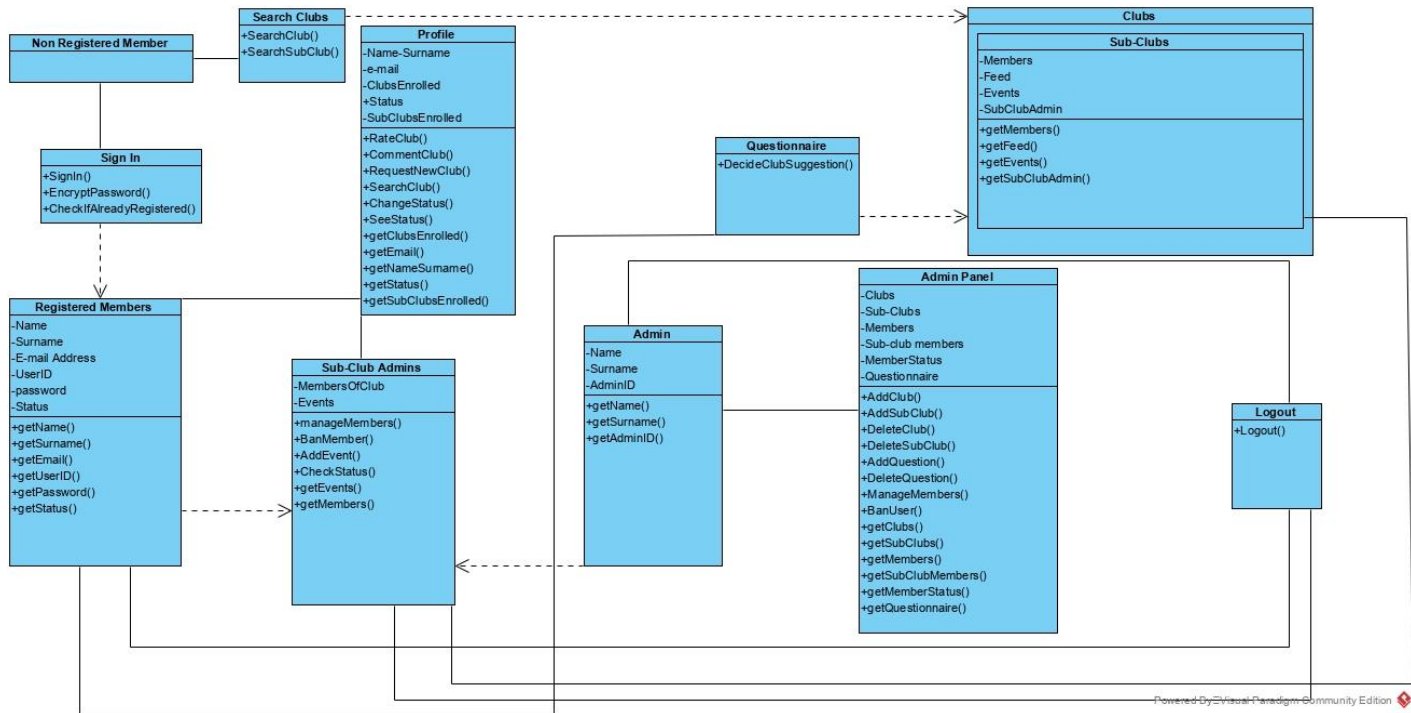 Search Clubs
+SearchClub()
+SearchSubClub()
Non Registered Member
Profile
-Name-Surname
-e-mail
-ClubsEnrolled
+Status
-SubClubsEnrolled
+RateClub()
+CommentClub()
+RequestNewClub()
+SearchClub()
+ChangeStatus()
+SeeStatus()
+getClubsEnrolled()
+getEmail()
+getNameSurname()
+getStatus()
+getSubClubsEnrolled()
Clubs
Sub-Clubs
-Members
-Feed
-Events
-SubClubAdmin
+getMembers()
+getFeed()
+getEvents()
+getSubClubAdmin()
Questionnaire
+DecideClubSuggestion()
Sign In
+SignIn()
+EncryptPassword()
+CheckIfAlreadyRegistered()
Registered Members
-Name
-Surname
-E-mail Address
-UserID
-password
-Status
+getName()
+getSurname()
+getEmail()
+getUserID()
+getPassword()
+getStatus()
Sub-Club Admins
-MembersOfClub
-Events
+manageMembers()
+BanMember()
+AddEvent()
+CheckStatus()
+getEvents()
+getMembers()
Admin
-Name
-Surname
-AdminID
+getName()
+getSurname()
+getAdminID()
Admin Panel
-Clubs
-Sub-Clubs
-Members
-Sub-club members
-MemberStatus
-Questionnaire
+AddClub()
+AddSubClub()
+DeleteClub()
+DeleteSubClub()
+AddQuestion()
+DeleteQuestion()
+ManageMembers()
+BanUser()
+getClubs()
+getSubClubs()
+getMembers()
+getSubClubMembers()
+getMemberStatus()
+getQuestionnaire()
Logout
+Logout()
Powered By Visual Paradigm Community Edition